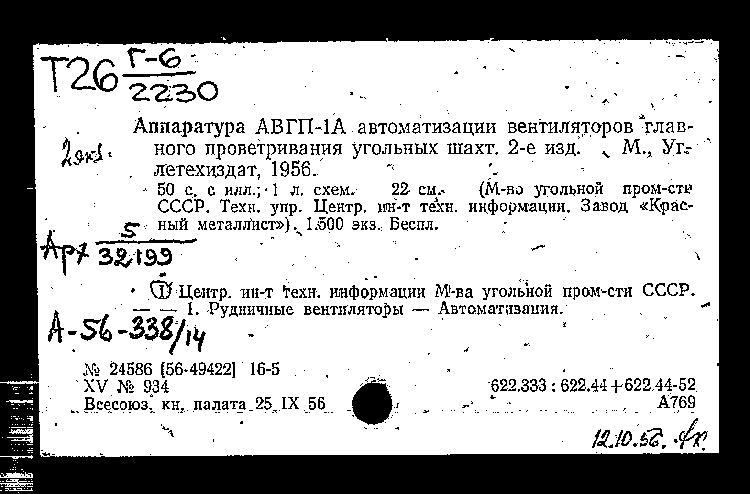 Т26 Г-6
2230
Аппаратура АВГП-1А автоматизации вентиляторов глав-
2 экз. ного проветривания угольных шахт. 2-е изд. М., Уг-
летехиздат, 1956.
50 с. с илл.; 1 л. схем. 22 см. (М-во угольной пром-сти
СССР. Техн. упр. Центр. ин-т техн. информации. Завод «Крас-
ный металлист»). 1.500 экз. Беспл.
Арх 5
32199
I Центр. ин-т техн. информации М-ва угольной пром-сти СССР.
— — 1. Рудничные вентиляторы — Автоматизация.
А-56-338/14
№ 24586 [56-49422] 16-5
XV № 934 622.333 : 622.44+622.44-52
Всесоюз. кн. палата 25 IX 56 А769
12.10.56.